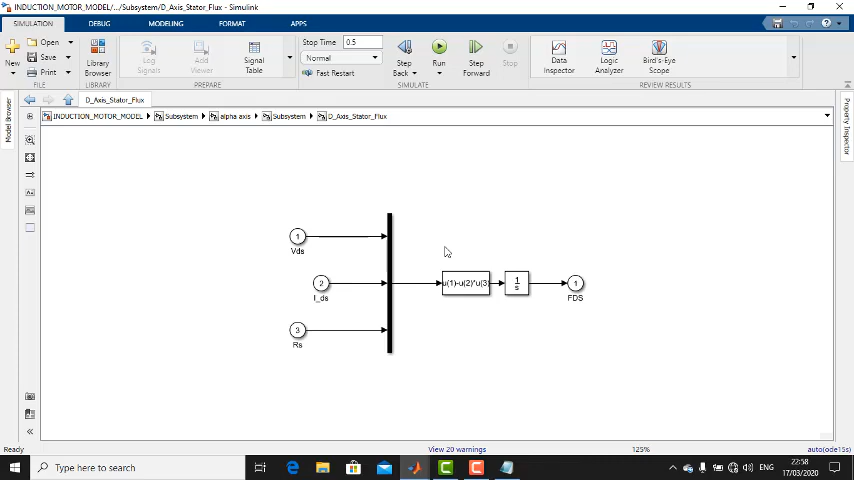 INDUCTION_MOTOR_MODEL/.../Subsystem/D_Axis_Stator_Flux - Simulink
SIMULATION DEBUG MODELING FORMAT APPS
New
Open
Save
Print
FILE
Library
Browser
LIBRARY
Log
Signals
Add
Viewer
Signal
Table
PREPARE
Stop Time 0.5
Normal
Fast Restart
Step
Back
Run
Step
Forward
Stop
SIMULATE
Data
Inspector
Logic
Analyzer
Bird's-Eye
Scope
REVIEW RESULTS
D_Axis_Stator_Flux
INDUCTION_MOTOR_MODEL Subsystem alpha axis Subsystem D_Axis_Stator_Flux
Model Browser
Property Inspector
1
Vds
2
I_ds
3
Rs
u(1)-u(2)*u(3)
1
s
1
FDS
Ready
View 20 warnings
125%
auto(ode15s)
Type here to search
ENG
22:58
17/03/2020